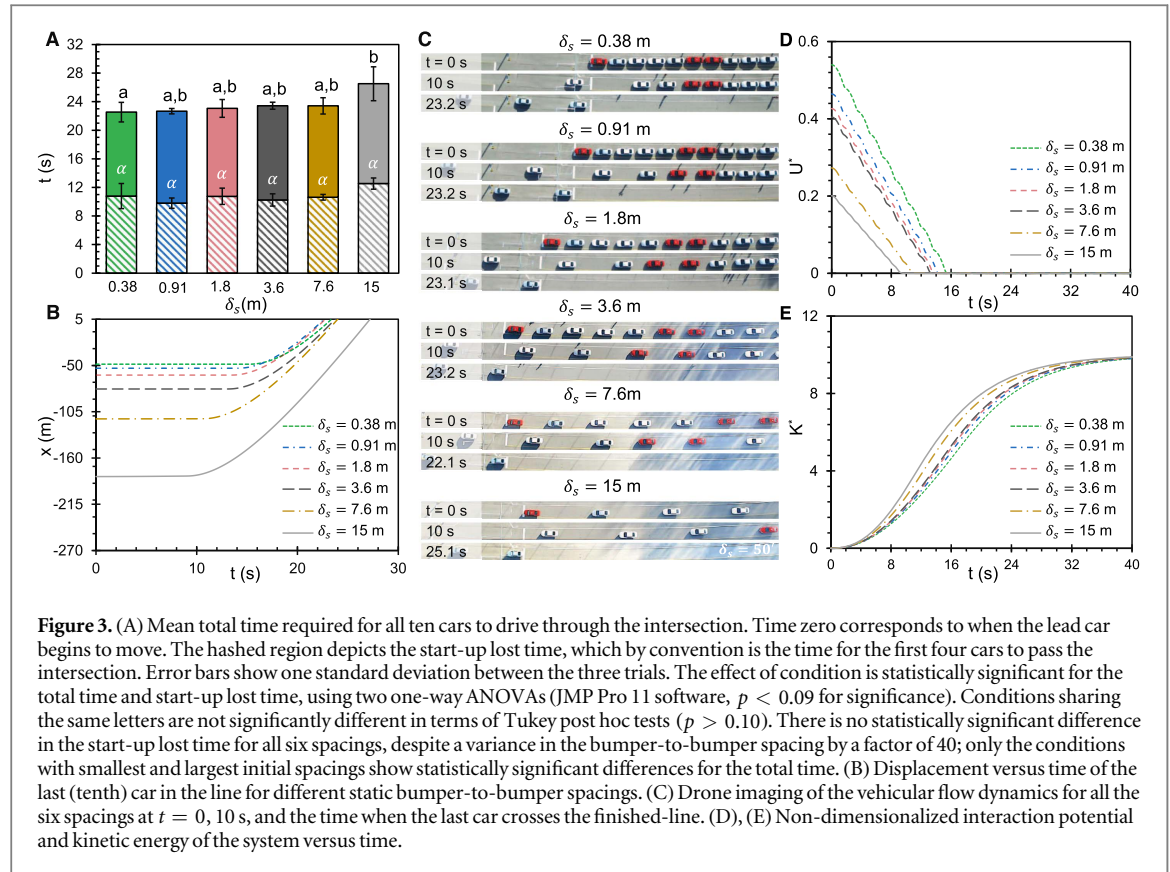 A
32
28
24
20
16
12
8
4
0
t (s)
a
a,b
a,b
a,b
a,b
b
α
α
α
α
α
α
0.38
0.91
1.8
3.6
7.6
15
δs(m)
B
5
-50
-105
-160
-215
-270
x (m)
0
10
20
30
t (s)
δs = 0.38 m
δs = 0.91 m
δs = 1.8 m
δs = 3.6 m
δs = 7.6 m
δs = 15 m
C
δs = 0.38 m
t = 0 s
10 s
23.2 s
δs = 0.91 m
t = 0 s
10 s
23.2 s
δs = 1.8m
t = 0 s
10 s
23.1 s
δs = 3.6 m
t = 0 s
10 s
23.2 s
δs = 7.6m
t = 0 s
10 s
22.1 s
δs = 15 m
t = 0 s
10 s
25.1 s
δs = 50'
D
0.6
0.4
0.2
0
U*
0
8
16
24
32
40
t (s)
δs = 0.38 m
δs = 0.91 m
δs = 1.8 m
δs = 3.6 m
δs = 7.6 m
δs = 15 m
E
12
8
4
0
K*
0
8
16
24
32
40
t (s)
δs = 0.38 m
δs = 0.91 m
δs = 1.8 m
δs = 3.6 m
δs = 7.6 m
δs = 15 m
Figure 3. (A) Mean total time required for all ten cars to drive through the intersection. Time zero corresponds to when the lead car
begins to move. The hashed region depicts the start-up lost time, which by convention is the time for the first four cars to pass the
intersection. Error bars show one standard deviation between the three trials. The effect of condition is statistically significant for the
total time and start-up lost time, using two one-way ANOVAs (JMP Pro 11 software, p < 0.09 for significance). Conditions sharing
the same letters are not significantly different in terms of Tukey post hoc tests (p > 0.10). There is no statistically significant difference
in the start-up lost time for all six spacings, despite a variance in the bumper-to-bumper spacing by a factor of 40; only the conditions
with smallest and largest initial spacings show statistically significant differences for the total time. (B) Displacement versus time of the
last (tenth) car in the line for different static bumper-to-bumper spacings. (C) Drone imaging of the vehicular flow dynamics for all the
six spacings at t = 0, 10 s, and the time when the last car crosses the finished-line. (D), (E) Non-dimensionalized interaction potential
and kinetic energy of the system versus time.